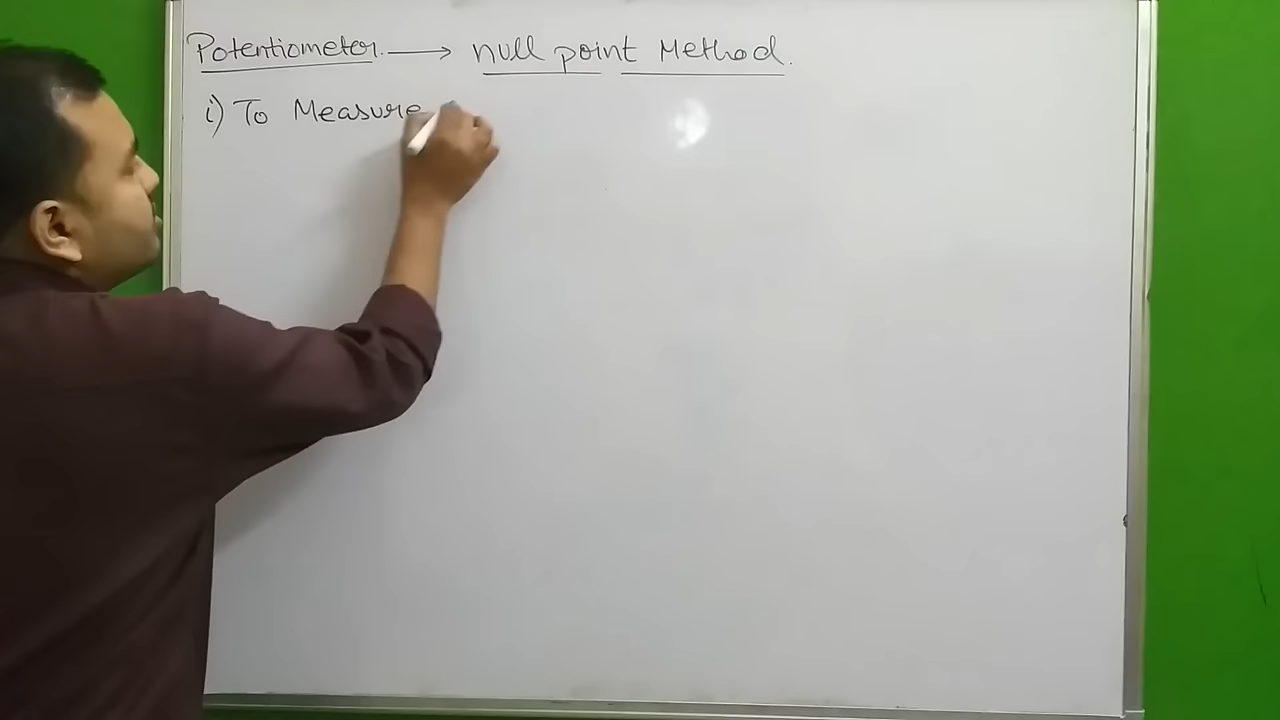 Potentiometer. → null point Method.
i) To Measure